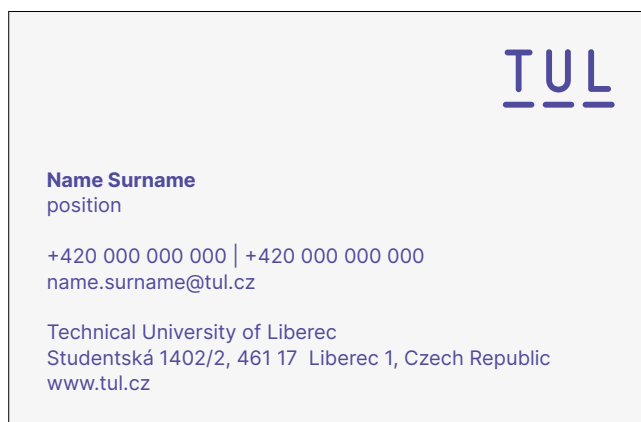 TUL
Name Surname
position
+420 000 000 000 | +420 000 000 000
name.surname@tul.cz
Technical University of Liberec
Studentská 1402/2, 461 17  Liberec 1, Czech Republic
www.tul.cz